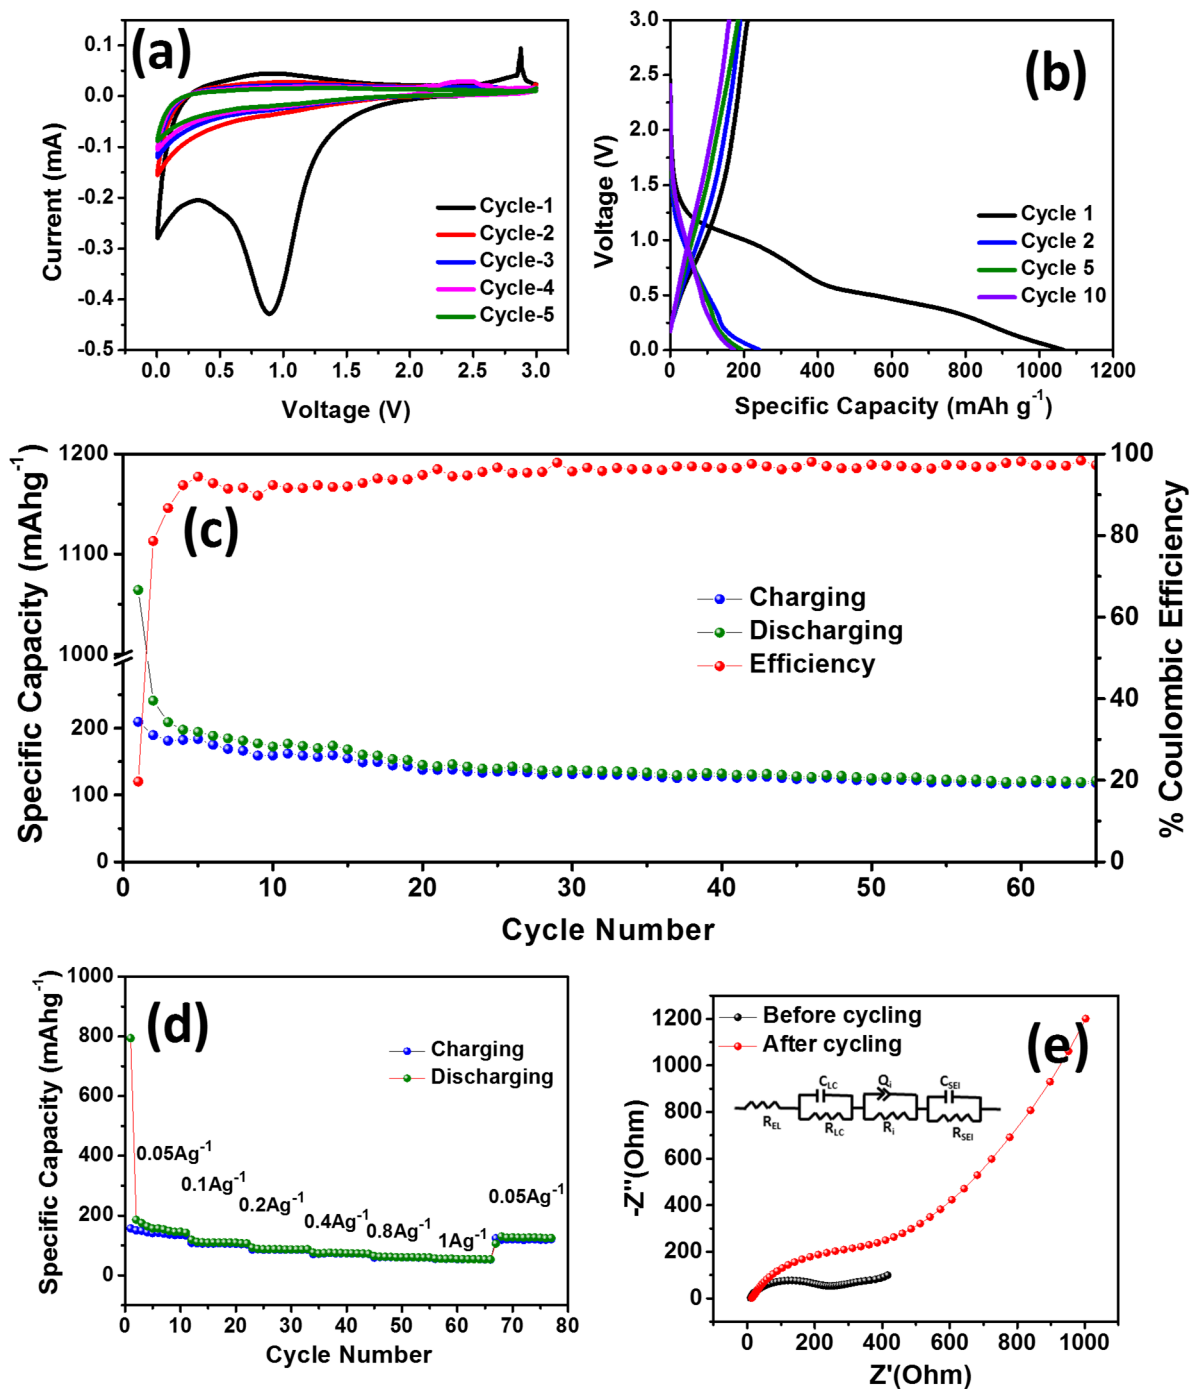 (a)
0.1
0.0
-0.1
-0.2
-0.3
-0.4
-0.5
Current (mA)
Cycle-1
Cycle-2
Cycle-3
Cycle-4
Cycle-5
0.0 0.5 1.0 1.5 2.0 2.5 3.0
Voltage (V)
(b)
3.0
2.5
2.0
1.5
1.0
0.5
0.0
Voltage (V)
Cycle 1
Cycle 2
Cycle 5
Cycle 10
0 200 400 600 800 1000 1200
Specific Capacity (mAh g⁻¹)
(c)
1200
1100
1000
200
100
0
Specific Capacity (mAhg⁻¹)
Charging
Discharging
Efficiency
100
80
60
40
20
0
% Coulombic Efficiency
0 10 20 30 40 50 60
Cycle Number
(d)
1000
800
600
400
200
0
Specific Capacity (mAhg⁻¹)
Charging
Discharging
0.05Ag⁻¹
0.1Ag⁻¹
0.2Ag⁻¹
0.4Ag⁻¹
0.8Ag⁻¹
1Ag⁻¹
0.05Ag⁻¹
0 10 20 30 40 50 60 70 80
Cycle Number
(e)
Before cycling
After cycling
C_LC Q_i C_SEI
R_EL R_LC R_i R_SEI
1200
1000
800
600
400
200
0
-Z''(Ohm)
0 200 400 600 800 1000
Z'(Ohm)